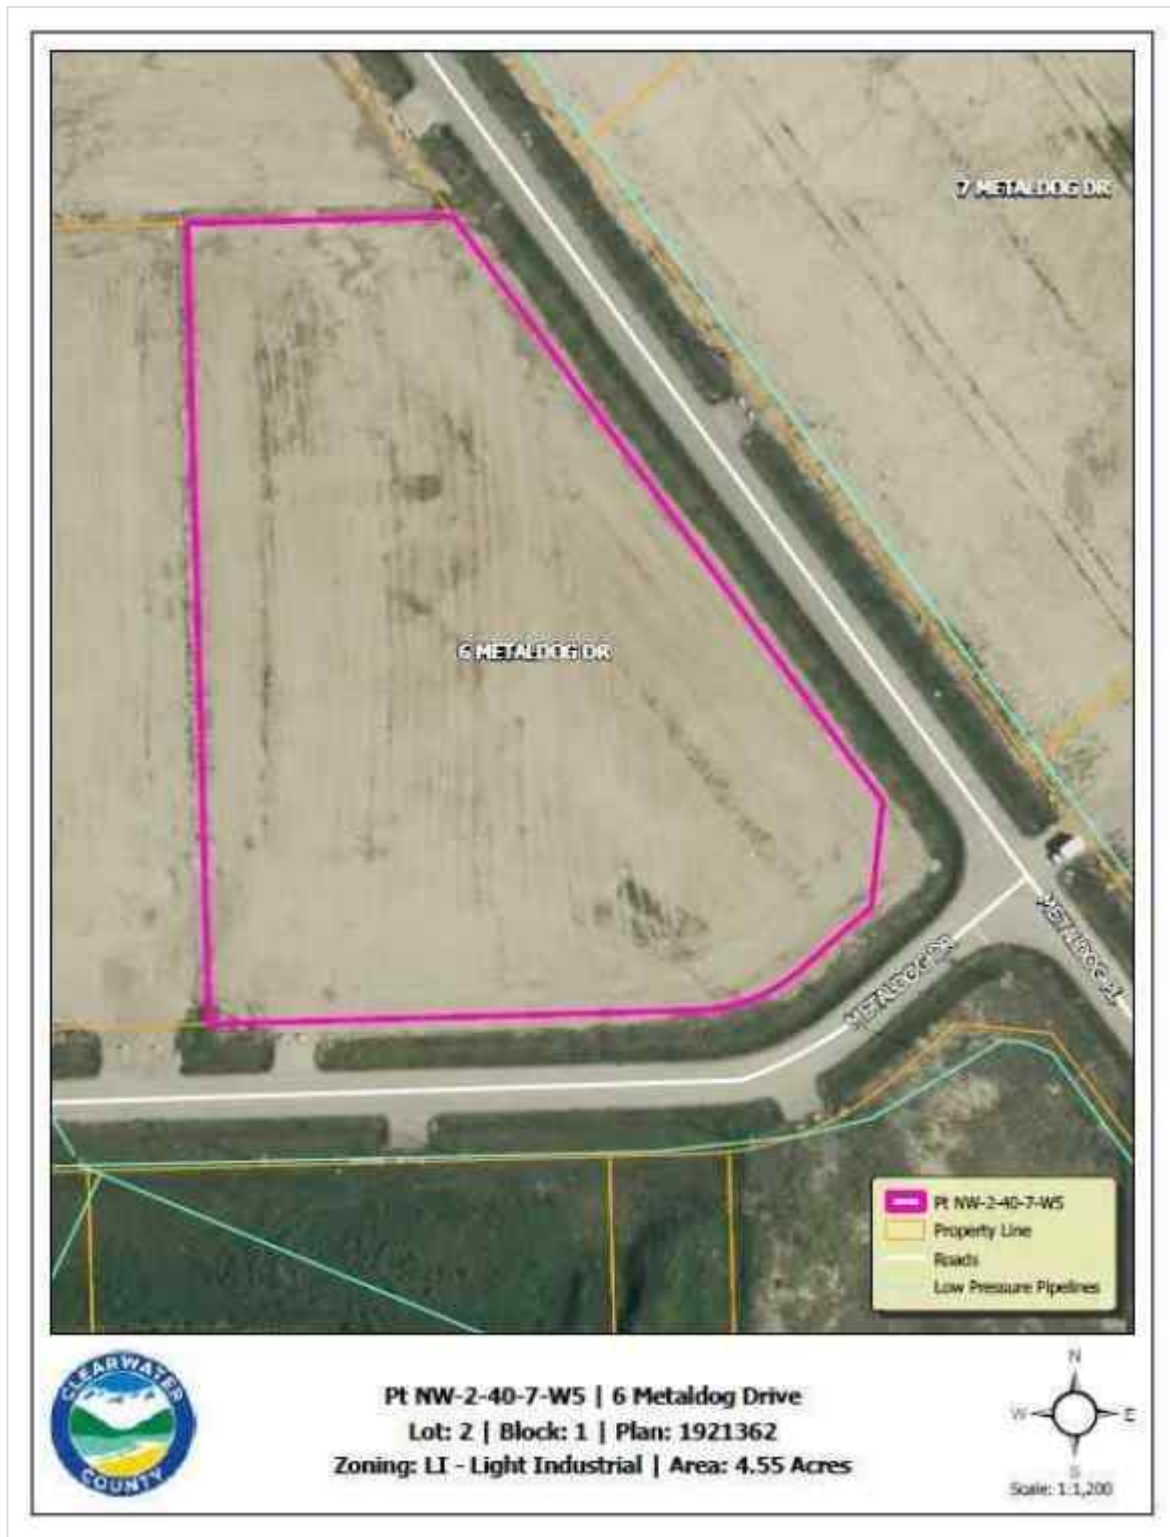 7 METALDOG DR
6 METALDOG DR
METALDOG DR
Pt NW-2-40-7-W5
Property Line
Roads
Low Pressure Pipelines
CLEARWATER
COUNTY
Pt NW-2-40-7-W5 | 6 Metaldog Drive
Lot: 2 | Block: 1 | Plan: 1921362
Zoning: LI - Light Industrial | Area: 4.55 Acres
N
W
E
S
Scale: 1:1,200